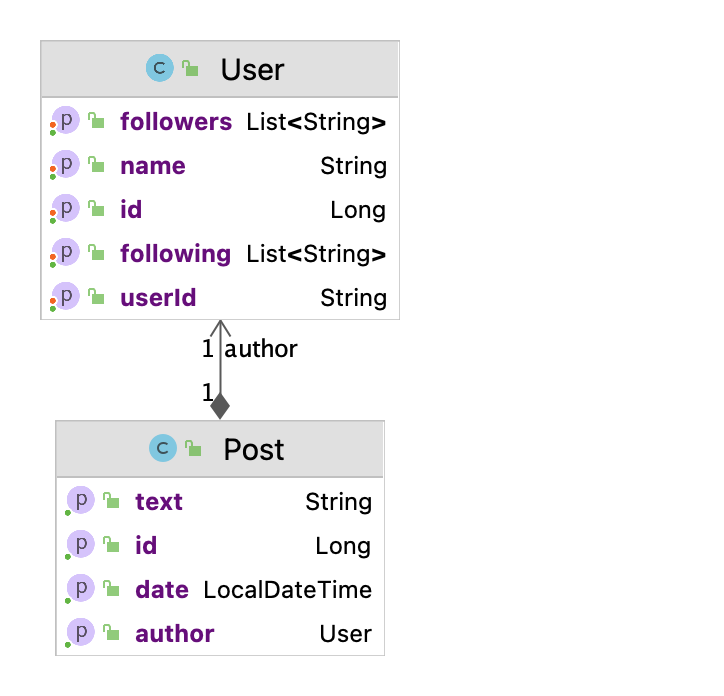 C User
p followers List<String>
p name String
p id Long
p following List<String>
p userId String
1 author
1
C Post
p text String
p id Long
p date LocalDateTime
p author User